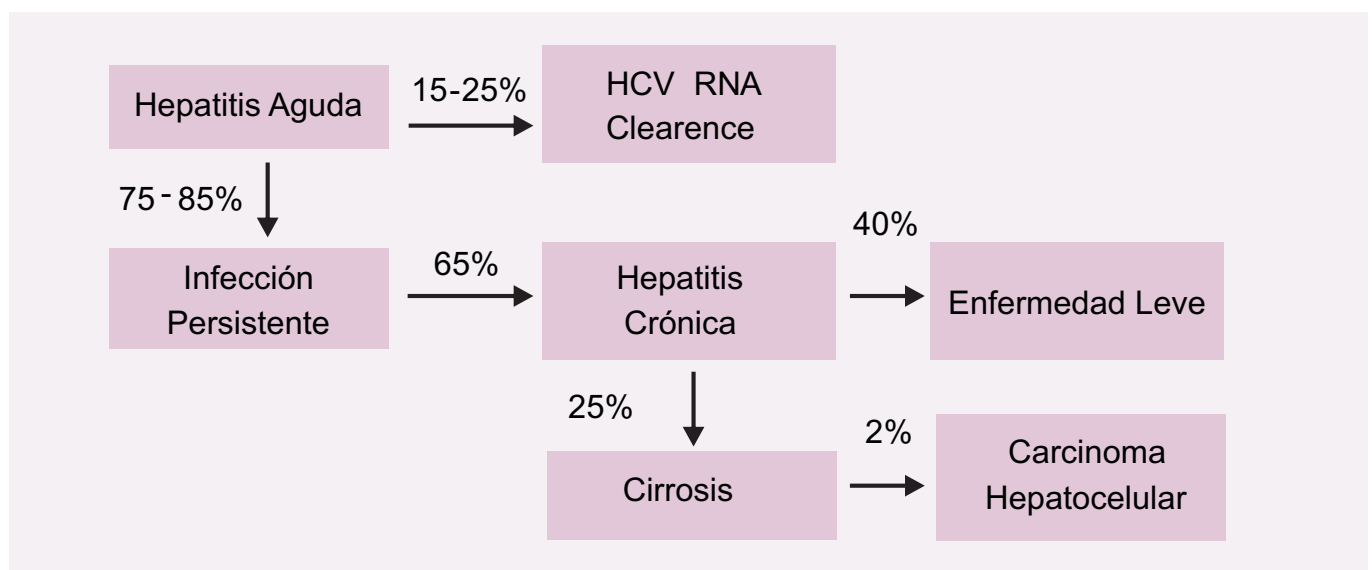 Hepatitis Aguda
15-25%
HCV RNA
Clearence
75-85%
Infección
Persistente
65%
Hepatitis
Crónica
40%
Enfermedad Leve
25%
Cirrosis
2%
Carcinoma
Hepatocelular